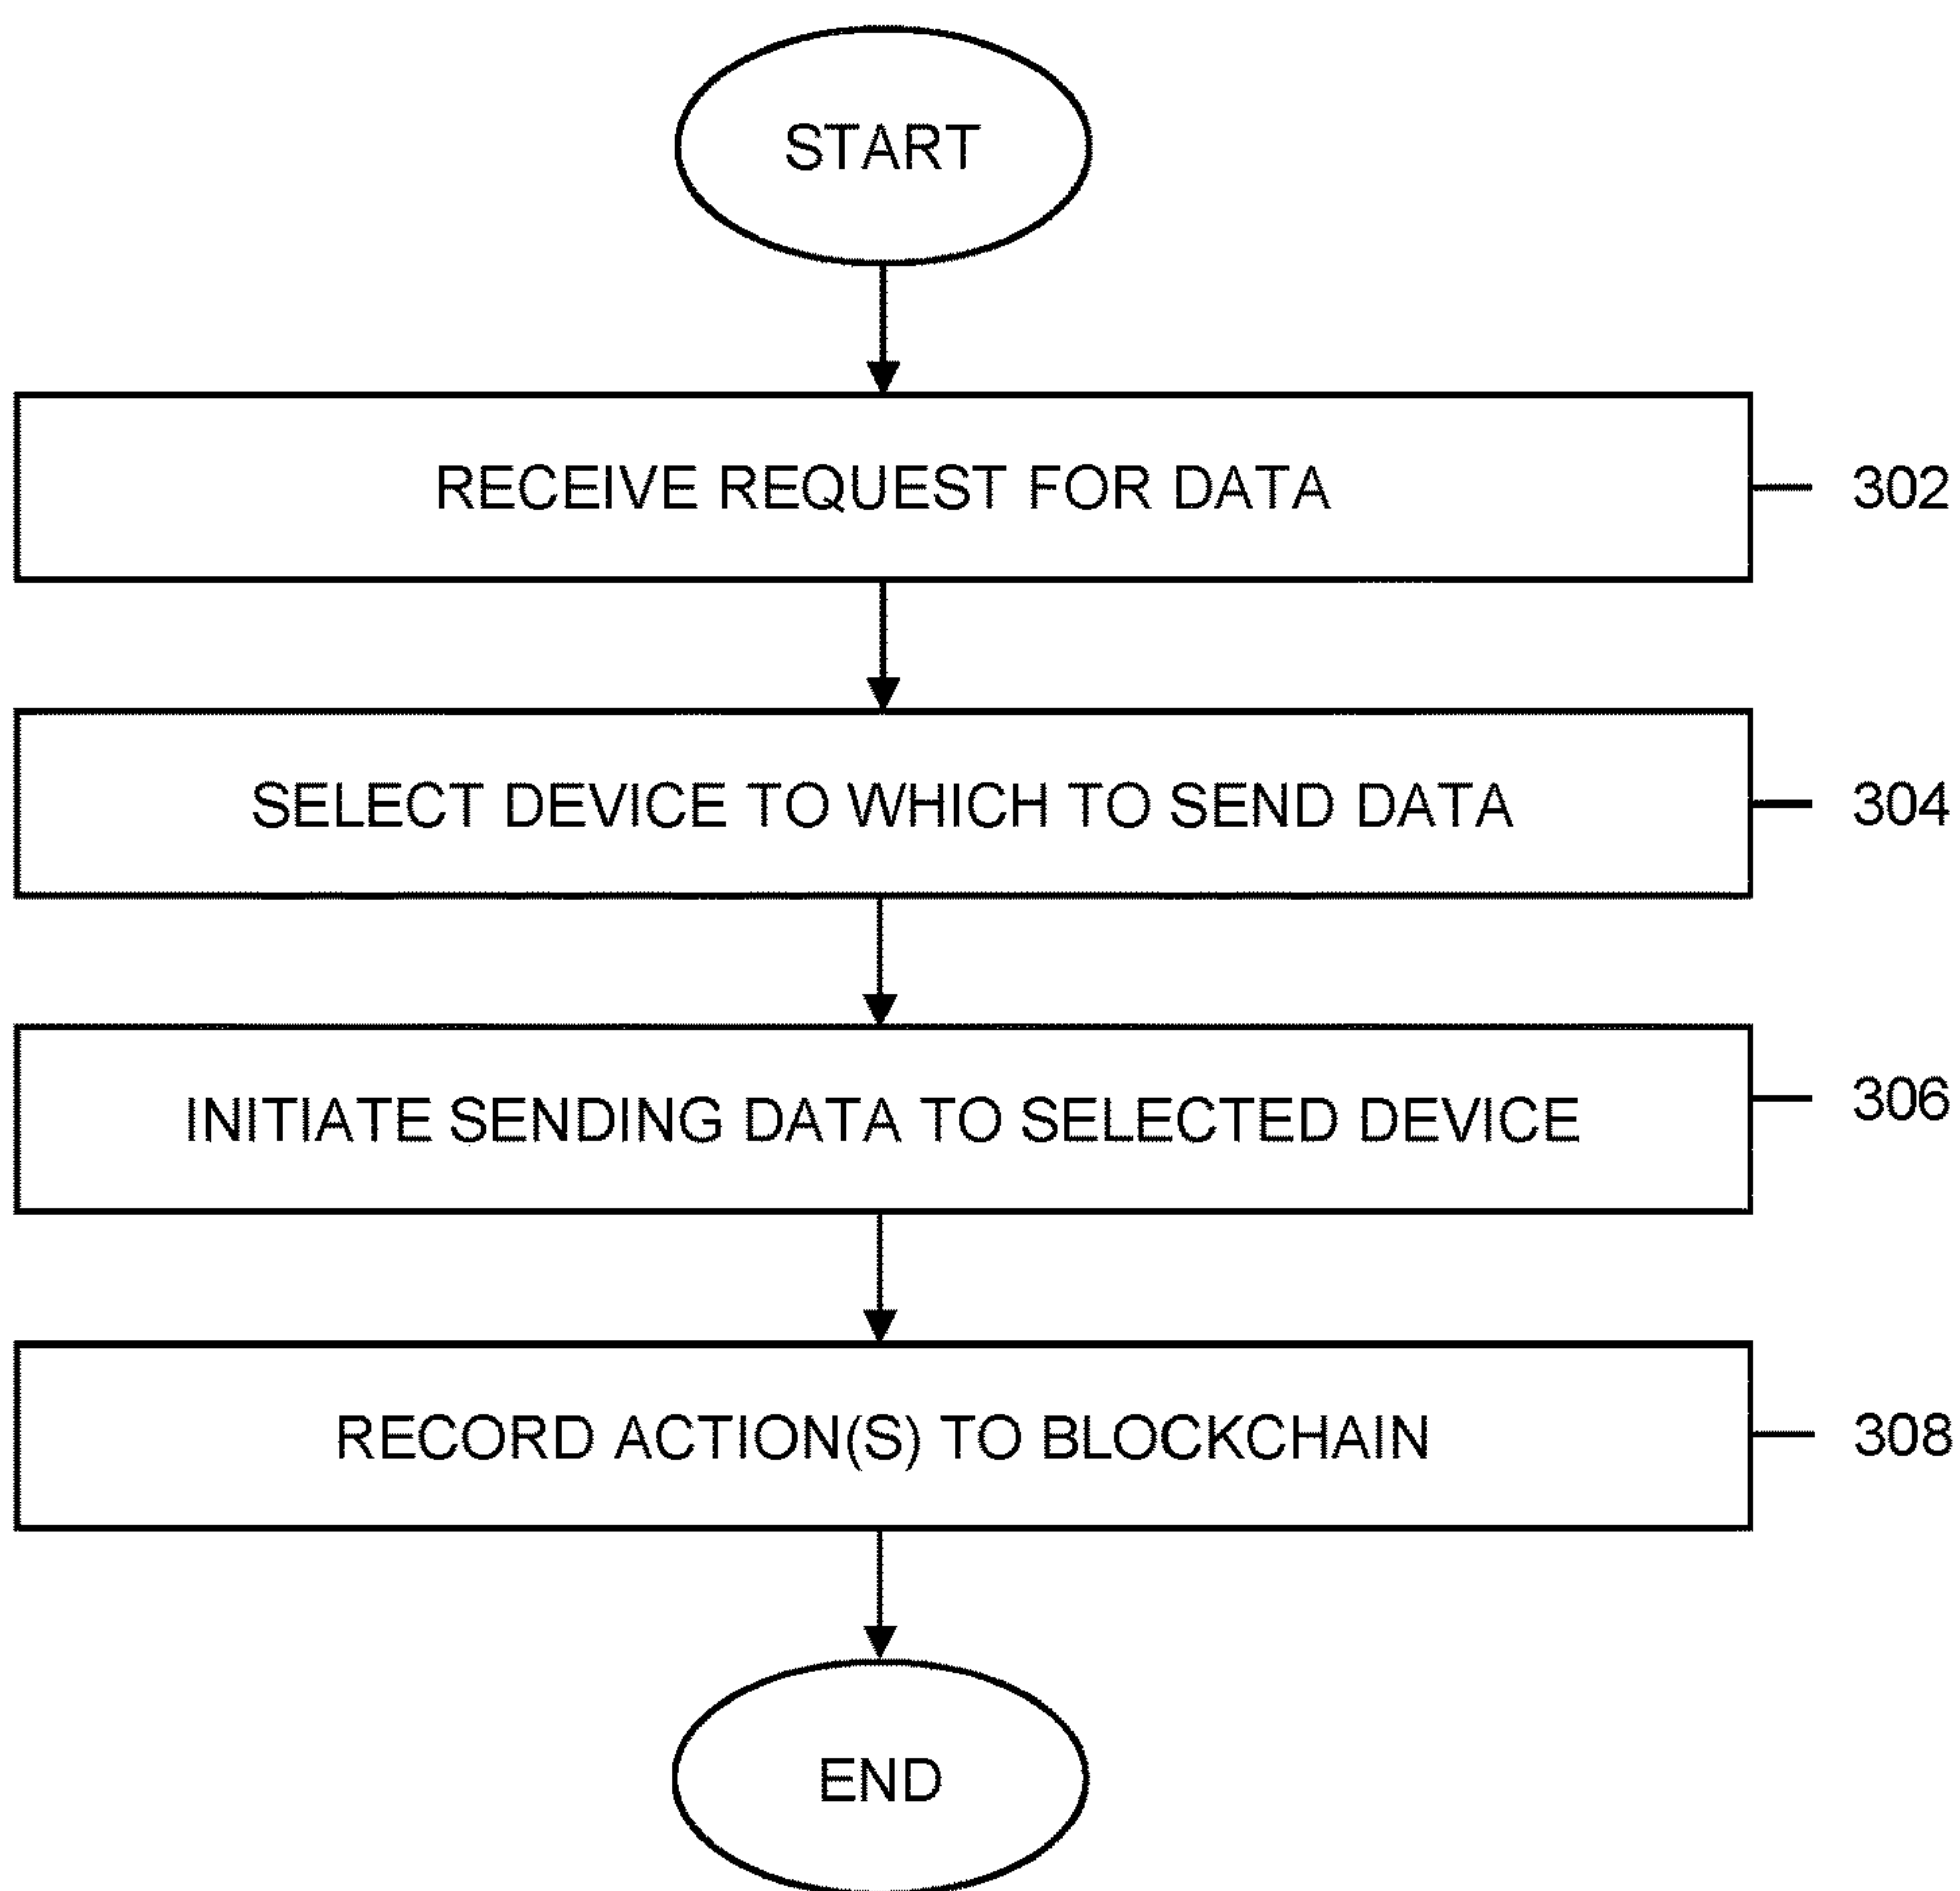 START
RECEIVE REQUEST FOR DATA
302
SELECT DEVICE TO WHICH TO SEND DATA
304
INITIATE SENDING DATA TO SELECTED DEVICE
306
RECORD ACTION(S) TO BLOCKCHAIN
308
END